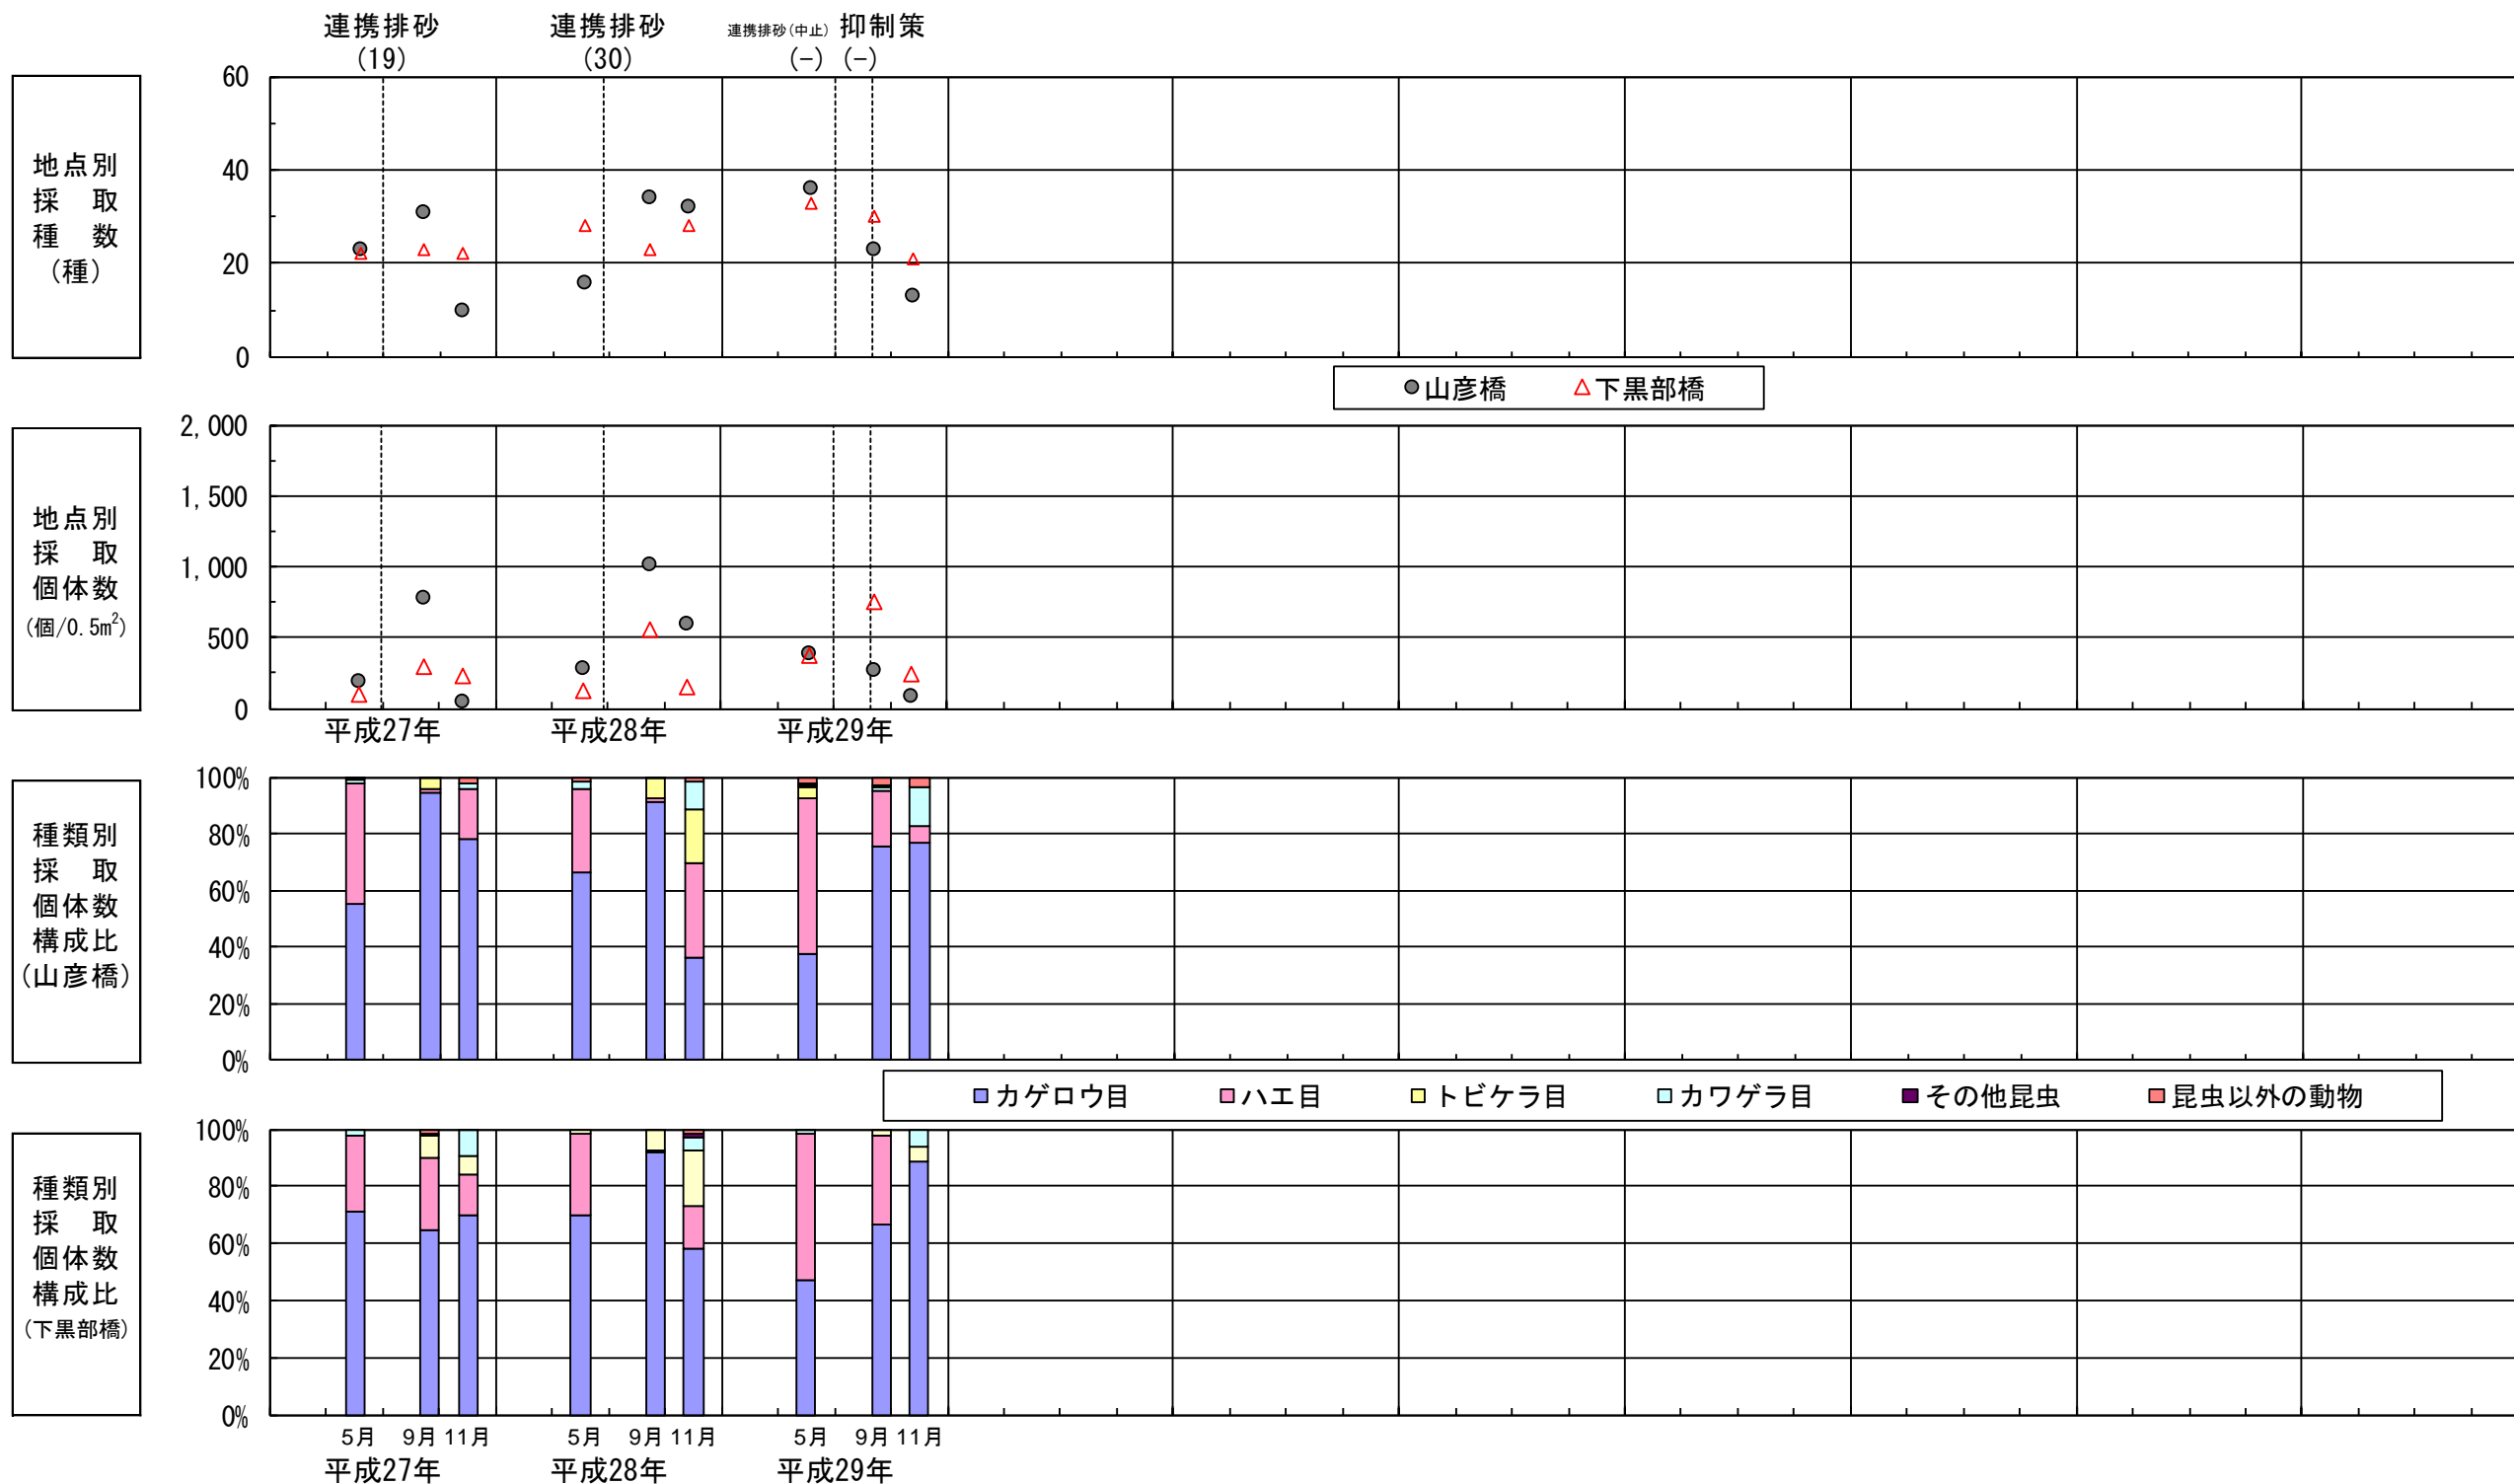 連携排砂 連携排砂 連携排砂(中止) 抑制策
(19) (30) (-) (-)
地点別
採 取
種 数
(種)
60
40
20
0
山彦橋 下黒部橋
地点別
採 取
個体数
(個/0.5m²)
2,000
1,500
1,000
500
0
平成27年 平成28年 平成29年
種類別
採 取
個体数
構成比
(山彦橋)
100%
80%
60%
40%
20%
0%
カゲロウ目 ハエ目 トビケラ目 カワゲラ目 その他昆虫 昆虫以外の動物
種類別
採 取
個体数
構成比
(下黒部橋)
100%
80%
60%
40%
20%
0%
5月 9月 11月 5月 9月 11月 5月 9月 11月
平成27年 平成28年 平成29年